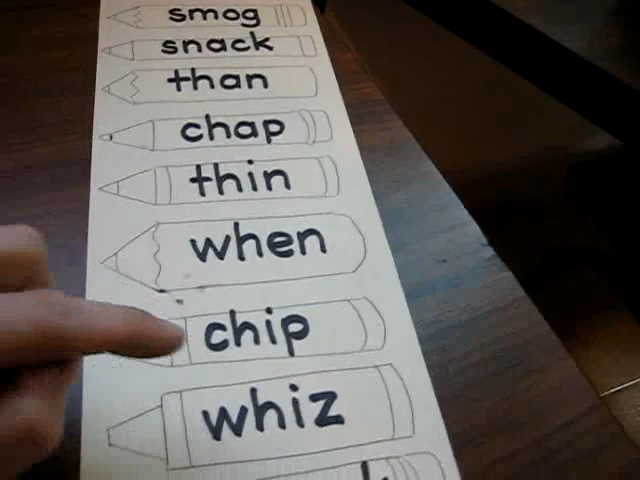 smog
snack
than
chap
thin
when
chip
whiz